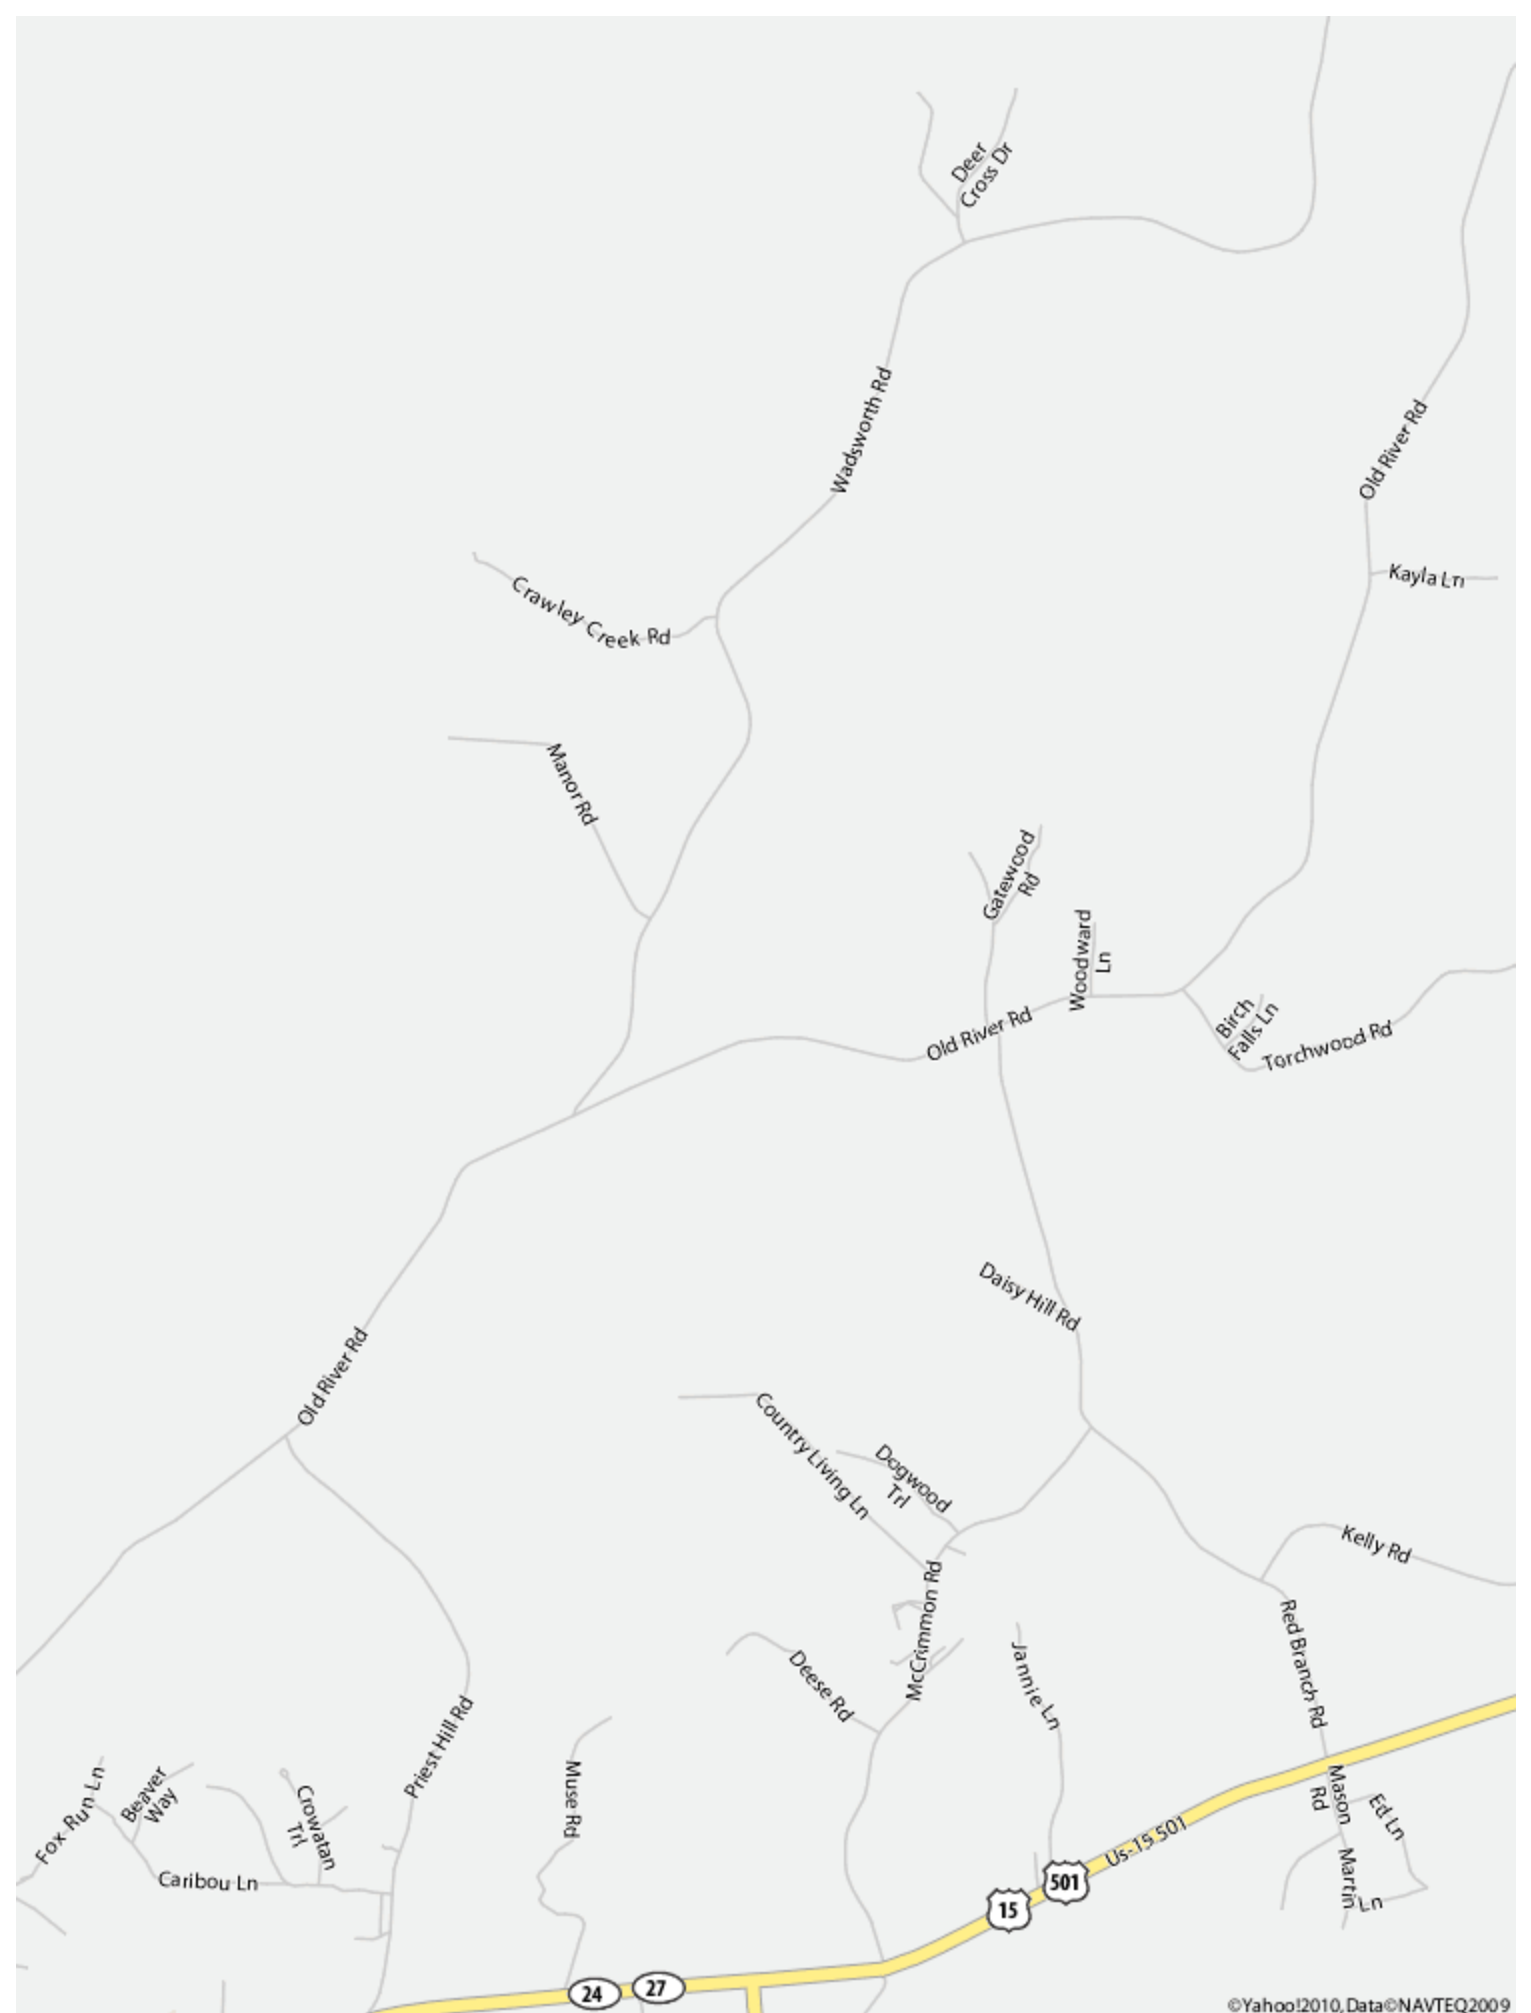 Deer
Cross Dr
Wadsworth Rd
Old River Rd
Kayla Ln
Crawley Creek Rd
Manor Rd
Gatewood
Rd
Woodward
Ln
Old River Rd
Birch
Falls Ln
Torchwood Rd
Daisy Hill Rd
Old River Rd
Country Living Ln
Dogwood
Trl
Kelly Rd
McCrimmon Rd
Red Branch Rd
Jannie Ln
Deese Rd
Priest Hill Rd
Muse Rd
Fox Run Ln
Beaver
Way
Crowatan
Trl
Caribou Ln
Mason
Rd
Ed Ln
Martin Ln
Us-15 501
501
15
24
27
©Yahoo!2010, Data©NAVTEQ2009